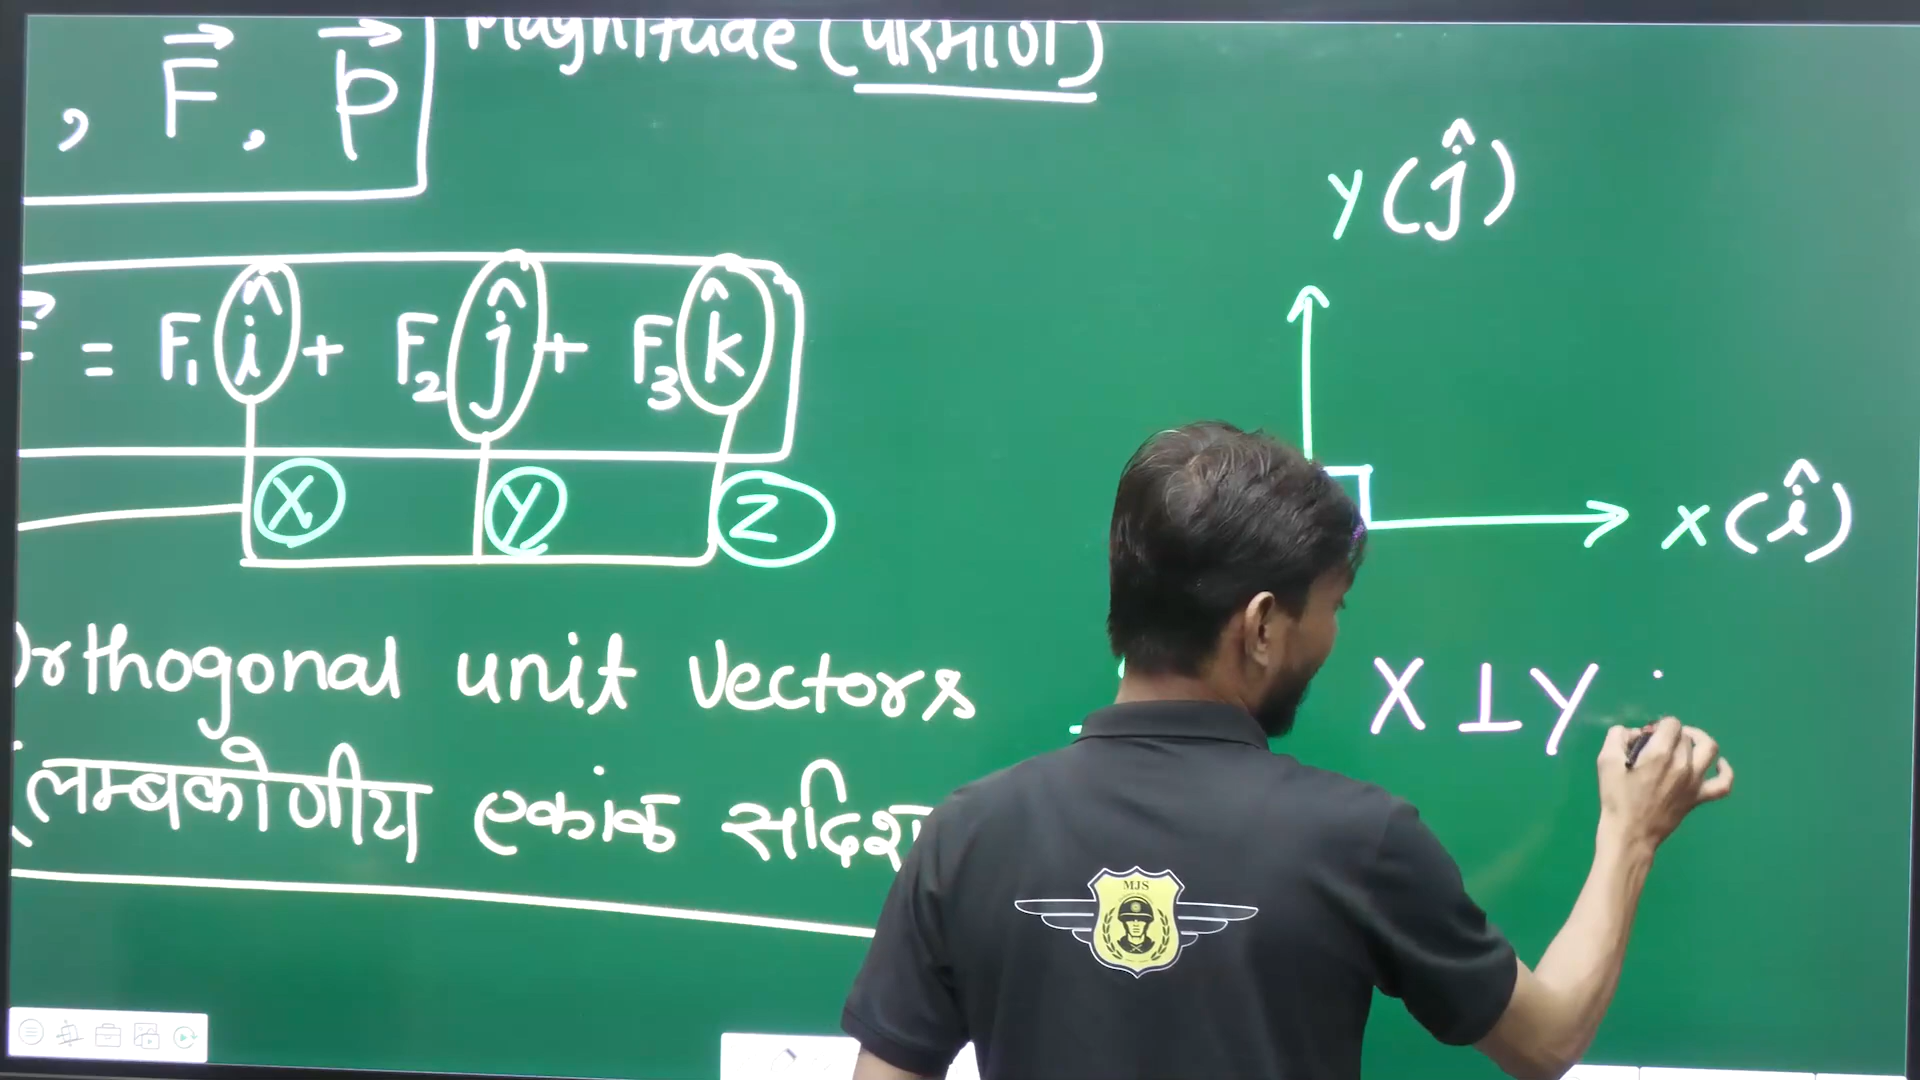 Magnitude (परिमाण)
, F⃗, p⃗
y(ĵ)
= F₁î + F₂ĵ + F₃k̂
X Y Z
x(î)
Orthogonal unit vectors
X ⊥ Y
(लम्बकोणीय एकांक सदिश
MJS